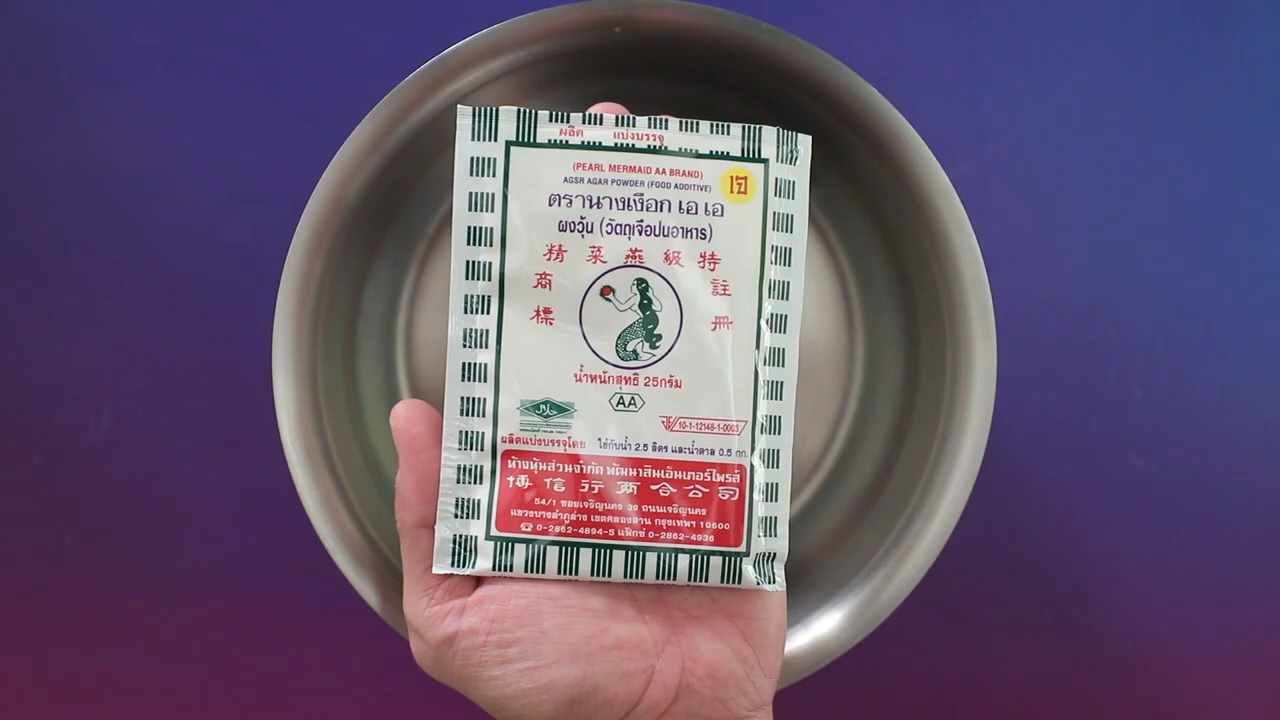 ผลิต แบ่งบรรจุ
(PEARL MERMAID AA BRAND)
AGSR AGAR POWDER (FOOD ADDITIVE)
เจ
ตรานางเงือก เอ เอ
ผงวุ้น (วัตถุเจือปนอาหาร)
精菜燕級特
商 註
標 冊
น้ำหนักสุทธิ 25กรัม
AA
حلال
10-1-12148-1-0003
ผลิตแบ่งบรรจุโดย ใช้กับน้ำ 2.5 ลิตร และน้ำตาล 0.5 กก.
ห้างหุ้นส่วนจำกัด พัฒนาสินเอ็นเตอร์ไพรส์
博信行兩合公司
54/1 ซอยเจริญนคร 39 ถนนเจริญนคร
แขวงบางลำภูล่าง เขตคลองสาน กรุงเทพฯ 10600
☎ 0-2862-4894-5 แฟ๊กซ์ 0-2862-4936